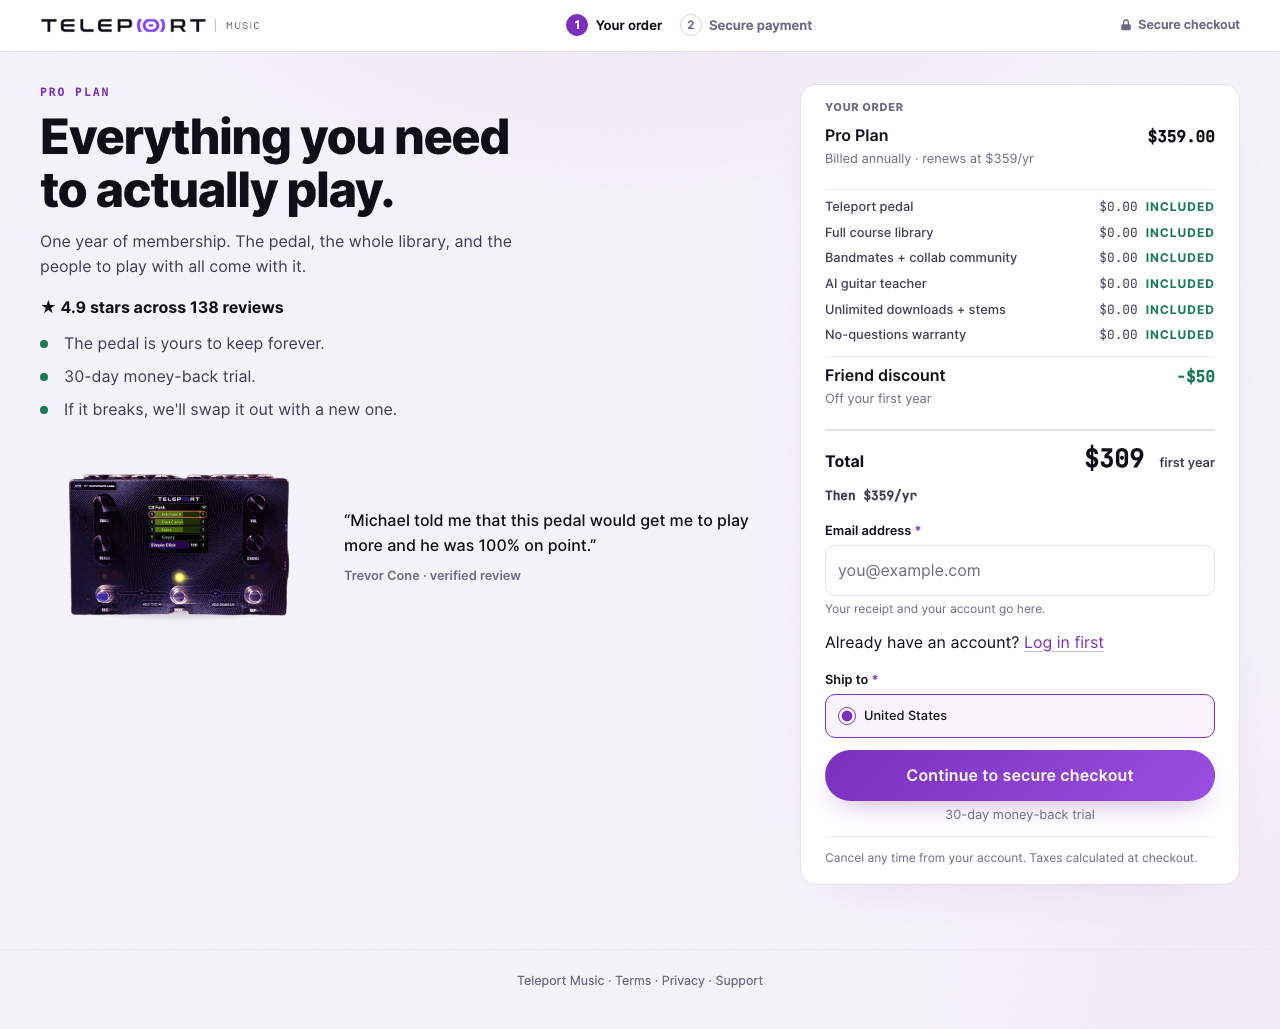 TELEPORT MUSIC
1 Your order
2 Secure payment
Secure checkout
PRO PLAN
Everything you need
to actually play.
One year of membership. The pedal, the whole library, and the
people to play with all come with it.
★ 4.9 stars across 138 reviews
The pedal is yours to keep forever.
30-day money-back trial.
If it breaks, we'll swap it out with a new one.
TELEPORT
“Michael told me that this pedal would get me to play
more and he was 100% on point.”
Trevor Cone · verified review
YOUR ORDER
Pro Plan $359.00
Billed annually · renews at $359/yr
Teleport pedal $0.00 INCLUDED
Full course library $0.00 INCLUDED
Bandmates + collab community $0.00 INCLUDED
AI guitar teacher $0.00 INCLUDED
Unlimited downloads + stems $0.00 INCLUDED
No-questions warranty $0.00 INCLUDED
Friend discount -$50
Off your first year
Total $309 first year
Then $359/yr
Email address *
you@example.com
Your receipt and your account go here.
Already have an account? Log in first
Ship to *
United States
Continue to secure checkout
30-day money-back trial
Cancel any time from your account. Taxes calculated at checkout.
Teleport Music · Terms · Privacy · Support